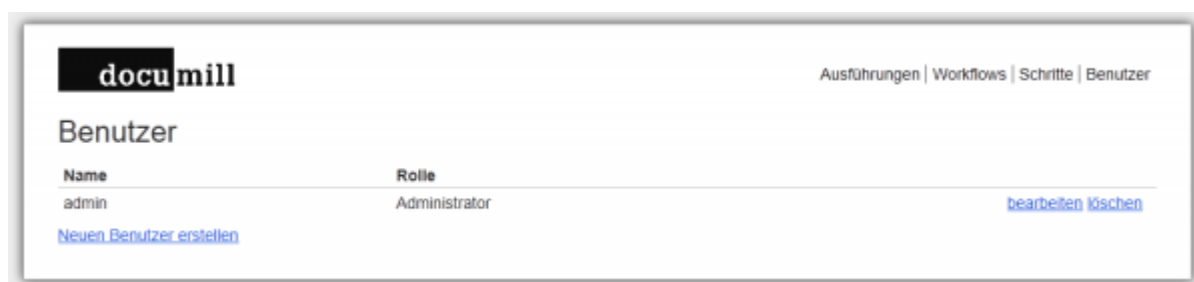 documill
Ausführungen | Workflows | Schritte | Benutzer
Benutzer
Name Rolle
admin Administrator bearbeiten löschen
Neuen Benutzer erstellen